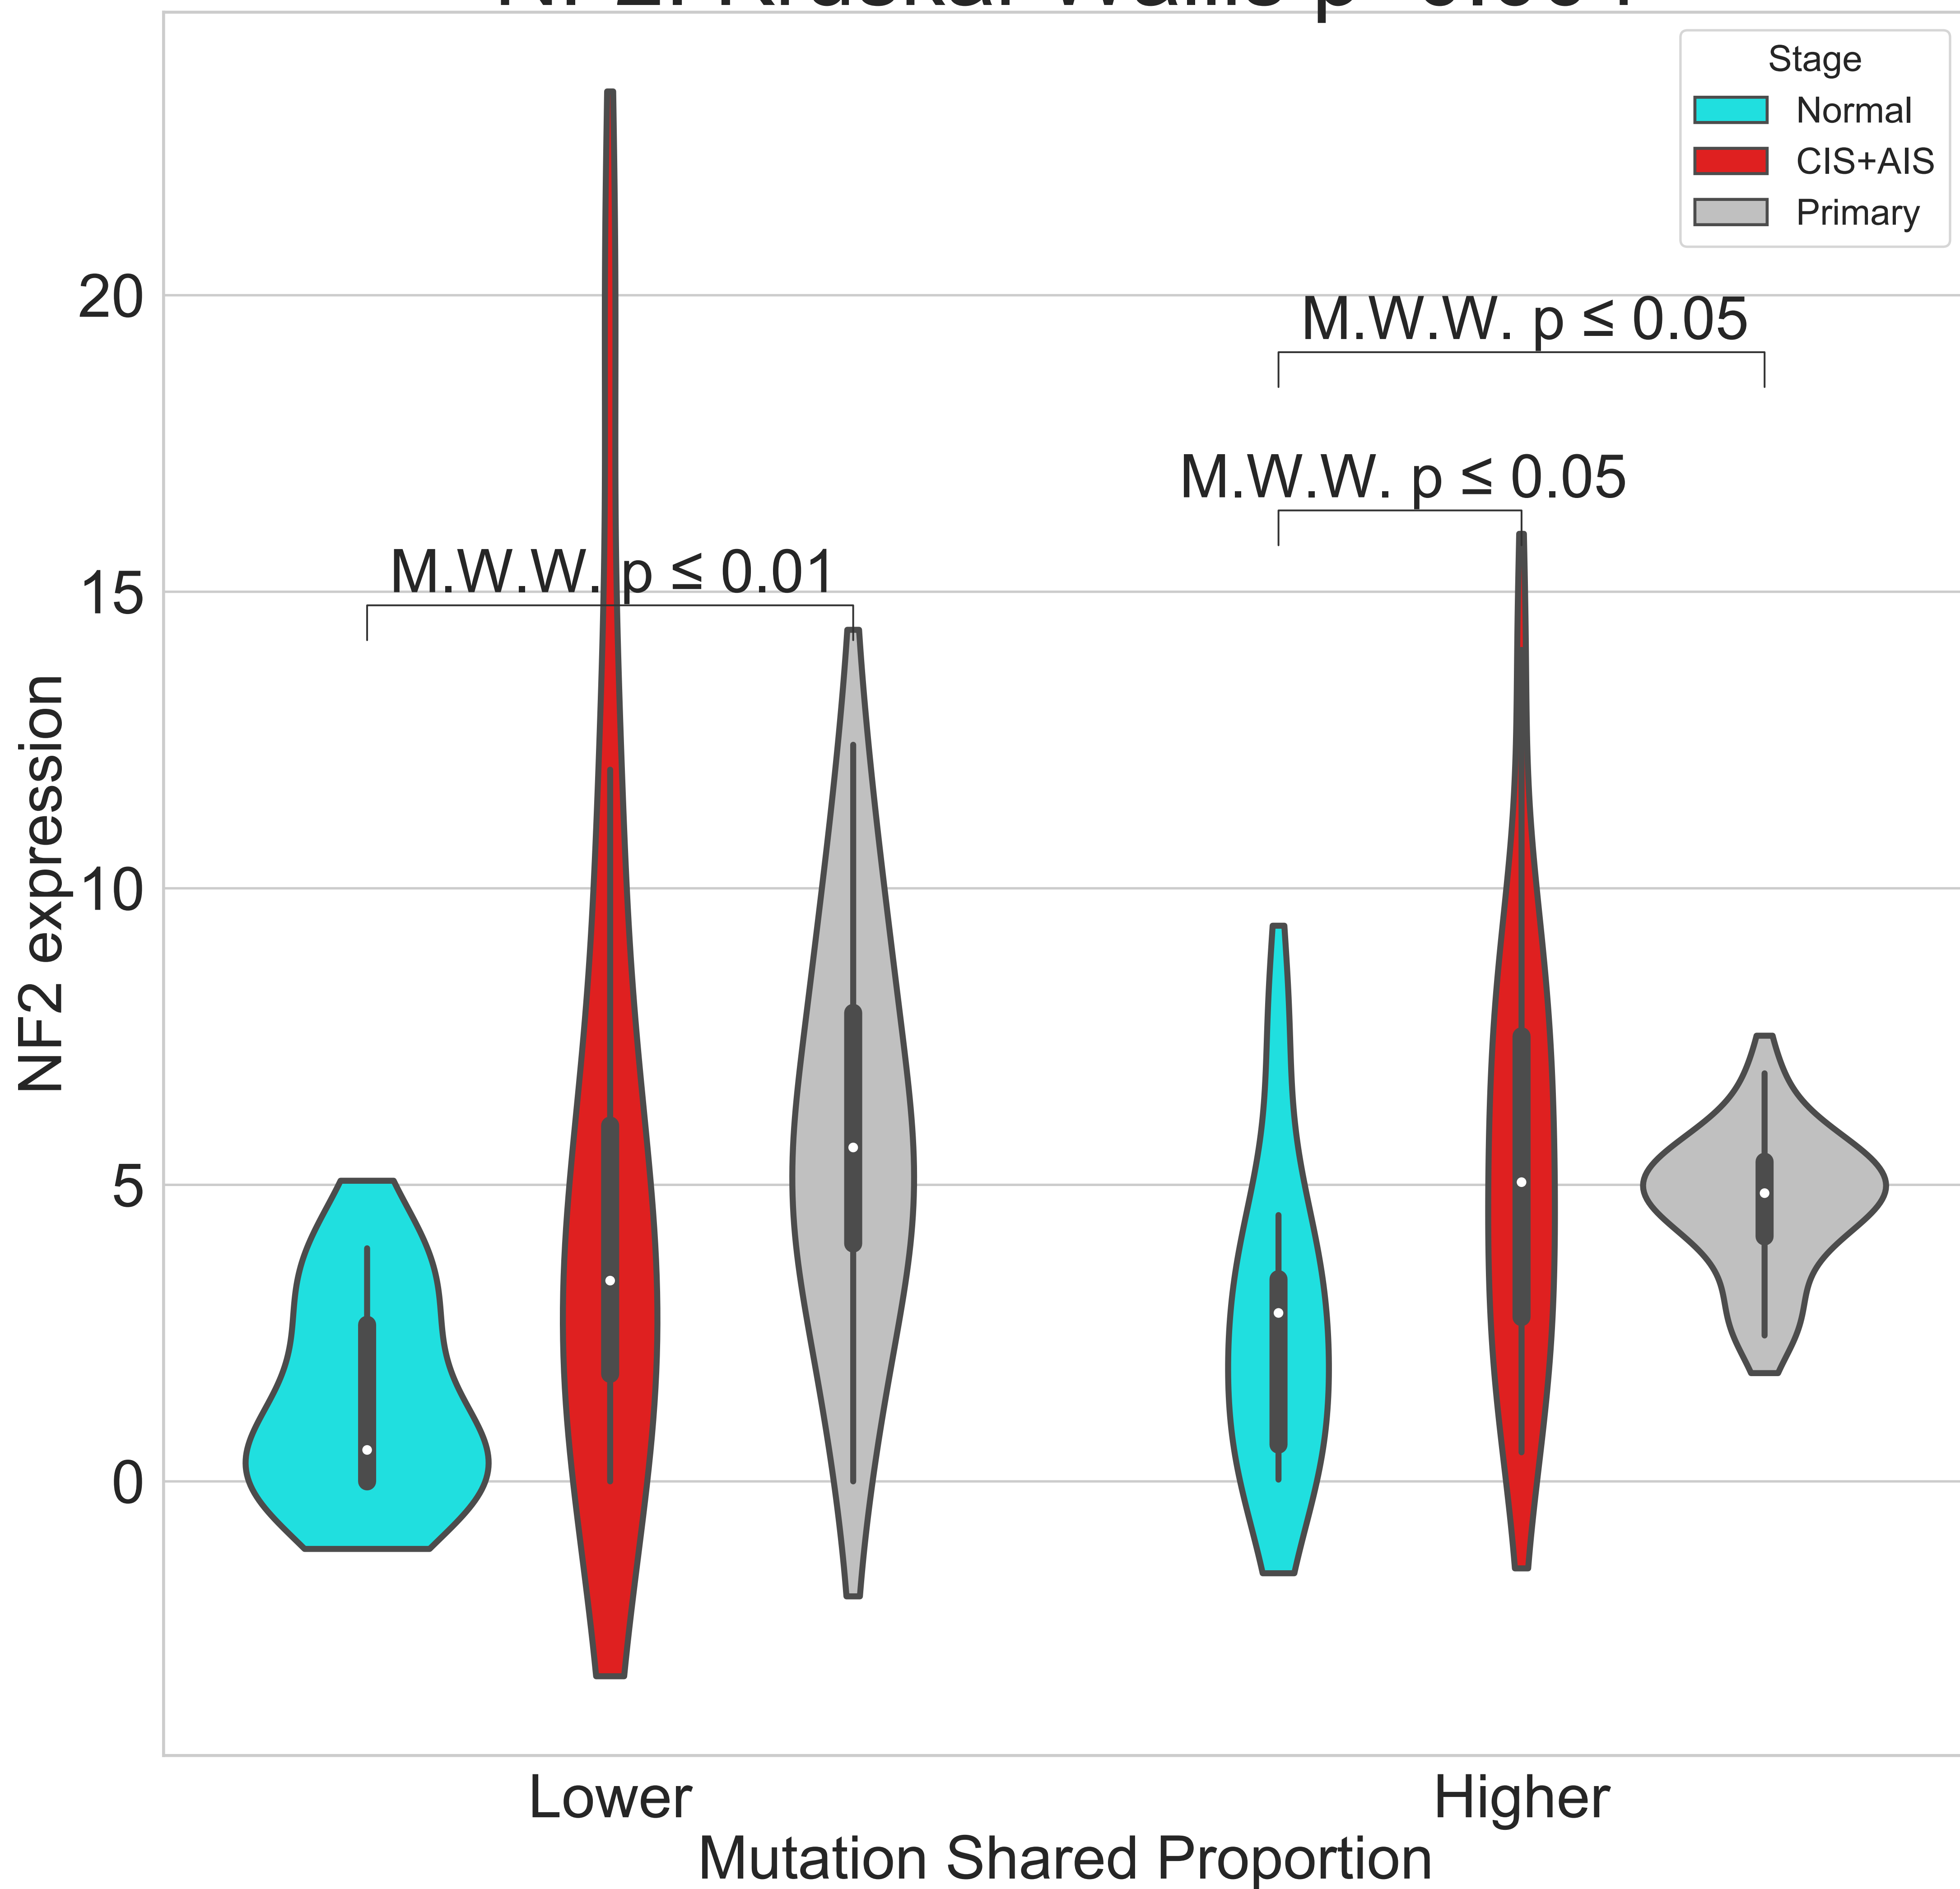 Stage
Normal
CIS+AIS
Primary
M.W.W. p ≤ 0.05
M.W.W. p ≤ 0.05
M.W.W. p ≤ 0.01
20
15
10
5
0
NF2 expression
Lower
Higher
Mutation Shared Proportion